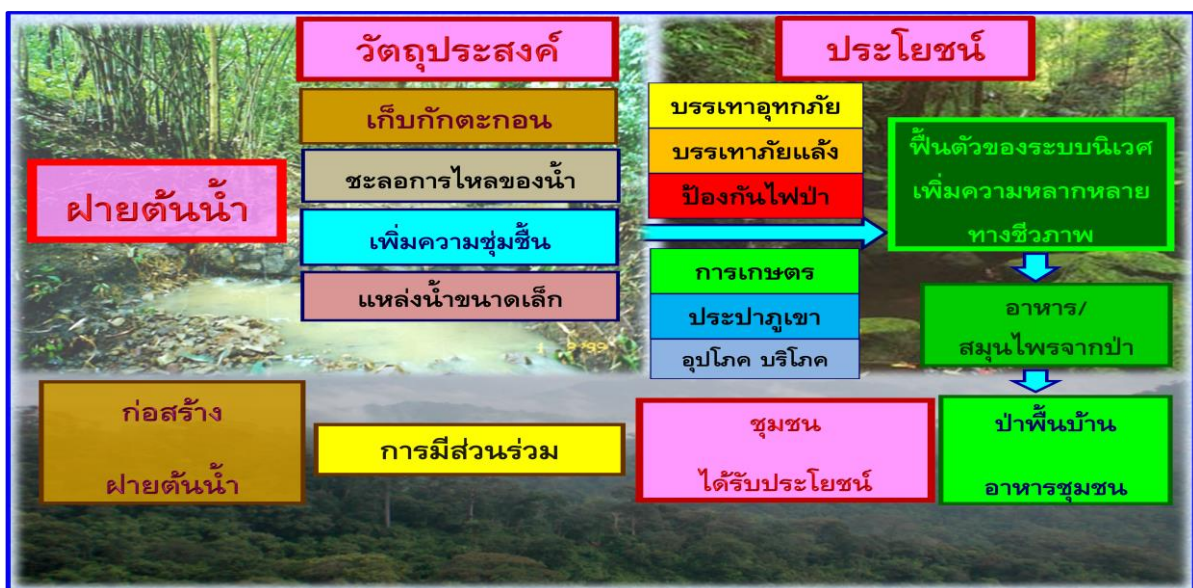 วัตถุประสงค์
ประโยชน์
ฝายต้นน้ำ
เก็บกักตะกอน
ชะลอการไหลของน้ำ
เพิ่มความชุ่มชื้น
แหล่งน้ำขนาดเล็ก
บรรเทาอุทกภัย
บรรเทาภัยแล้ง
ป้องกันไฟป่า
การเกษตร
ประปาภูเขา
อุปโภค บริโภค
ฟื้นตัวของระบบนิเวศ
เพิ่มความหลากหลาย
ทางชีวภาพ
อาหาร/
สมุนไพรจากป่า
ก่อสร้าง
ฝายต้นน้ำ
การมีส่วนร่วม
ชุมชน
ได้รับประโยชน์
ป่าพื้นบ้าน
อาหารชุมชน